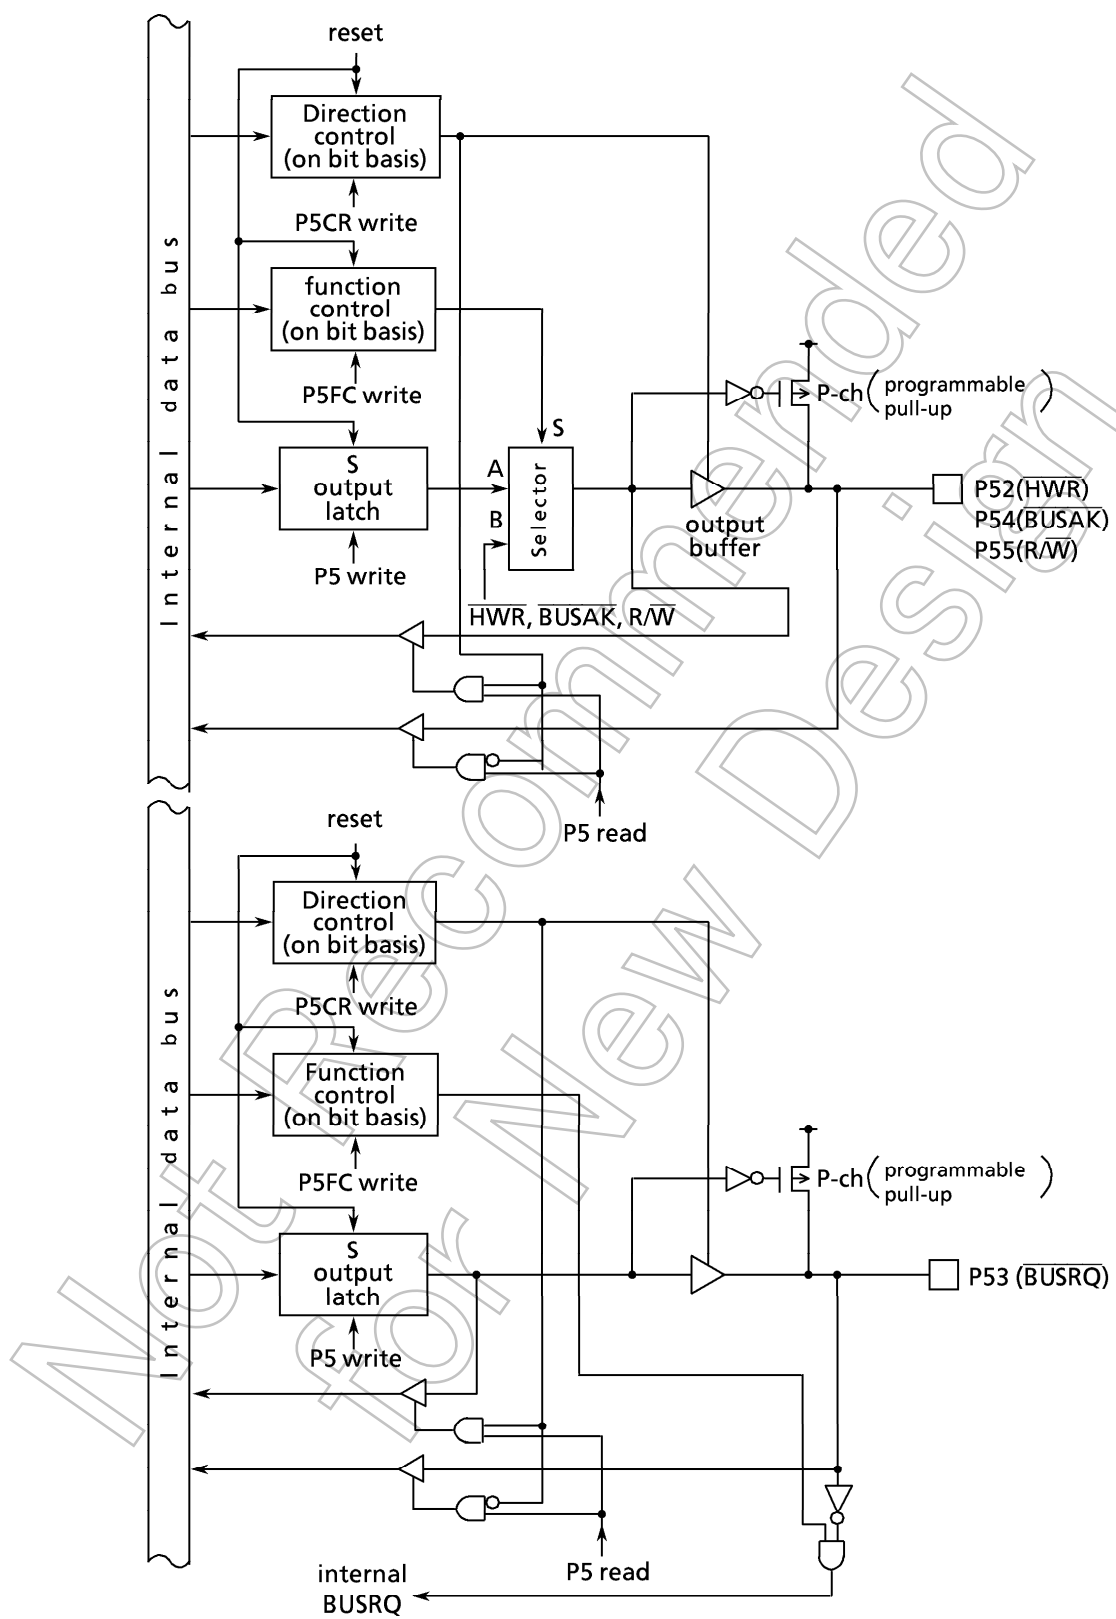 reset
Direction
control
(on bit basis)
P5CR write
function
control
(on bit basis)
P5FC write
S
output
latch
P5 write
Internal data bus
A
B
S
Selector
HWR, BUSAK, R/W
output
buffer
P-ch (programmable
pull-up)
P52(HWR)
P54(BUSAK)
P55(R/W)
P5 read
reset
Direction
control
(on bit basis)
P5CR write
Function
control
(on bit basis)
P5FC write
S
output
latch
P5 write
Internal data bus
P-ch (programmable
pull-up)
P53 (BUSRQ)
P5 read
internal
BUSRQ
Not Recommended
for New Design